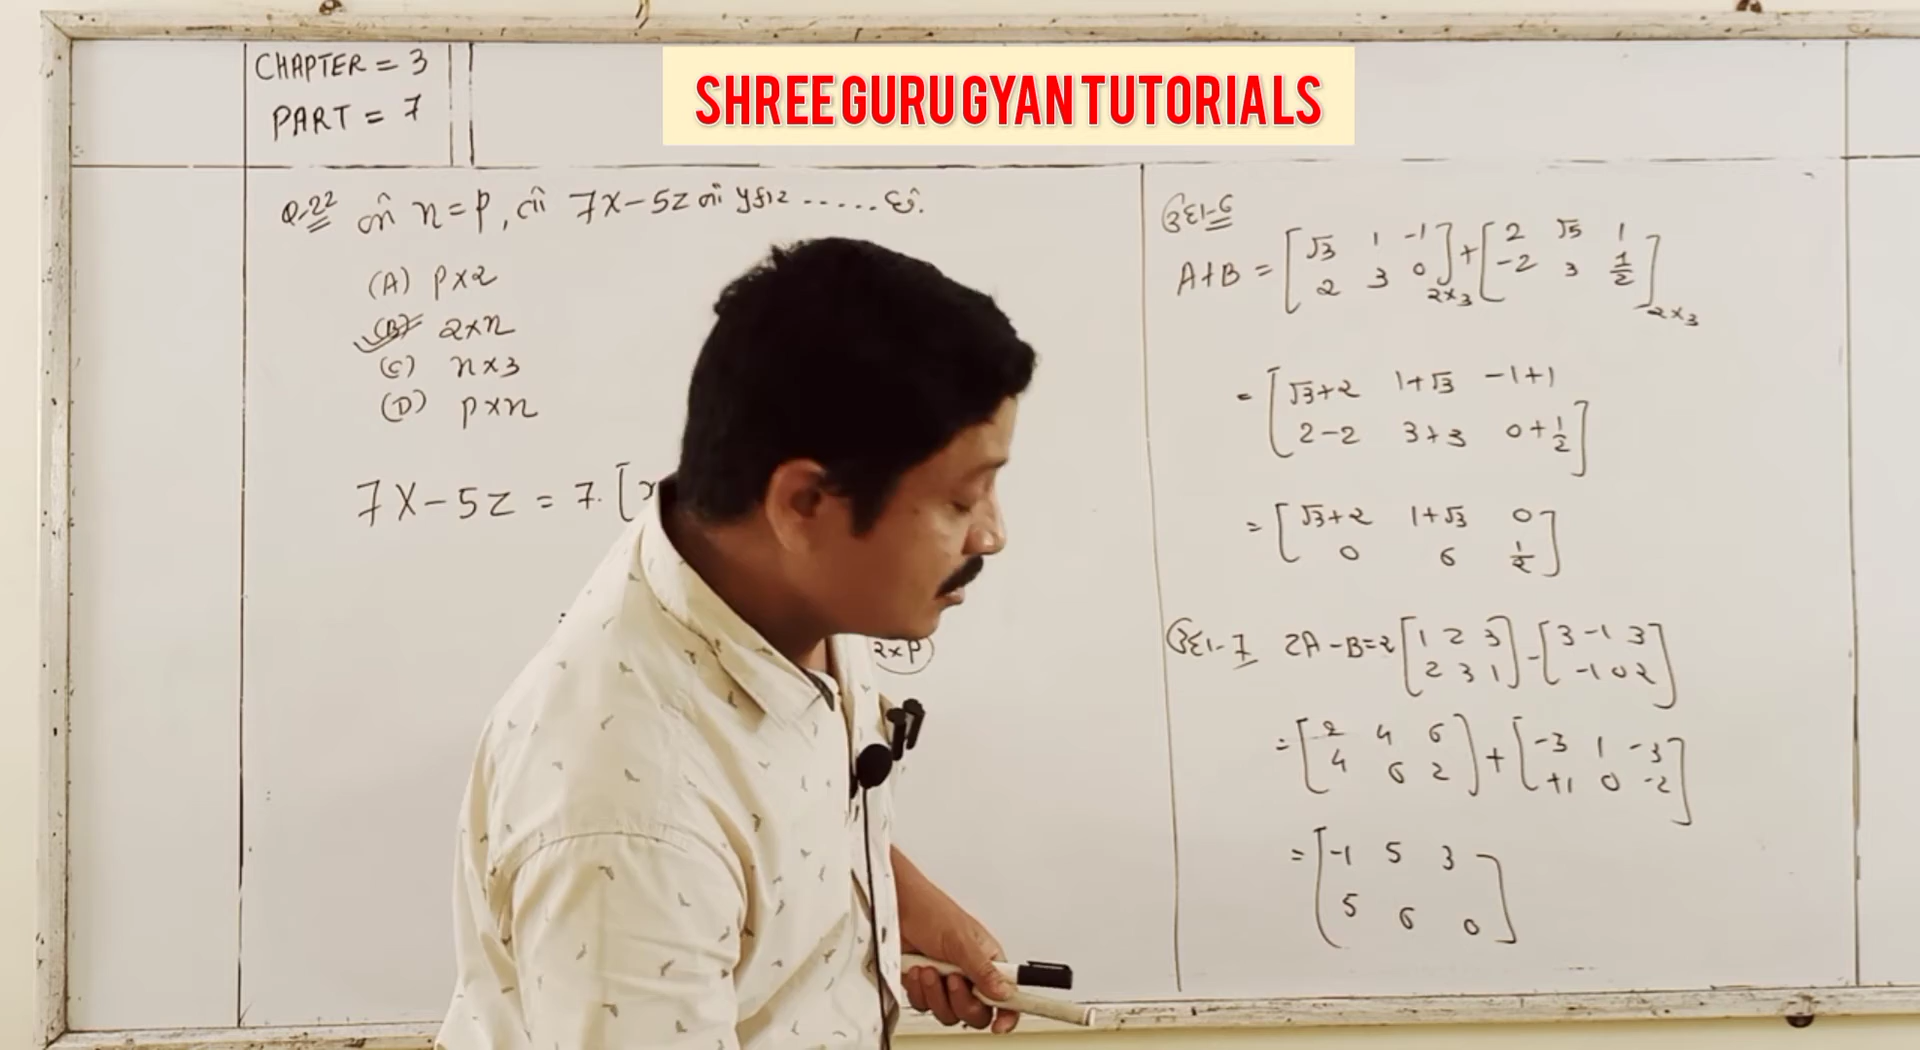 CHAPTER = 3
PART = 7
SHREE GURU GYAN TUTORIALS
Q-22 જો n = p, તો 7X-5Z નો કક્ષા ..... છે.
(A) p×2
(B) 2×n
(C) n×3
(D) p×n
7X-5Z = 7.[x
2×p
ઉદા-6
A+B = [√3 1 -1
2 3 0]2×3 + [2 √5 1
-2 3 1/2]2×3
= [√3+2 1+√3 -1+1
2-2 3+3 0+1/2]
= [√3+2 1+√3 0
0 6 1/2]
ઉદા-7 2A-B=2[1 2 3
2 3 1] - [3 -1 3
-1 0 2]
= [2 4 6
4 6 2] + [-3 1 -3
+1 0 -2]
= [-1 5 3
5 6 0]